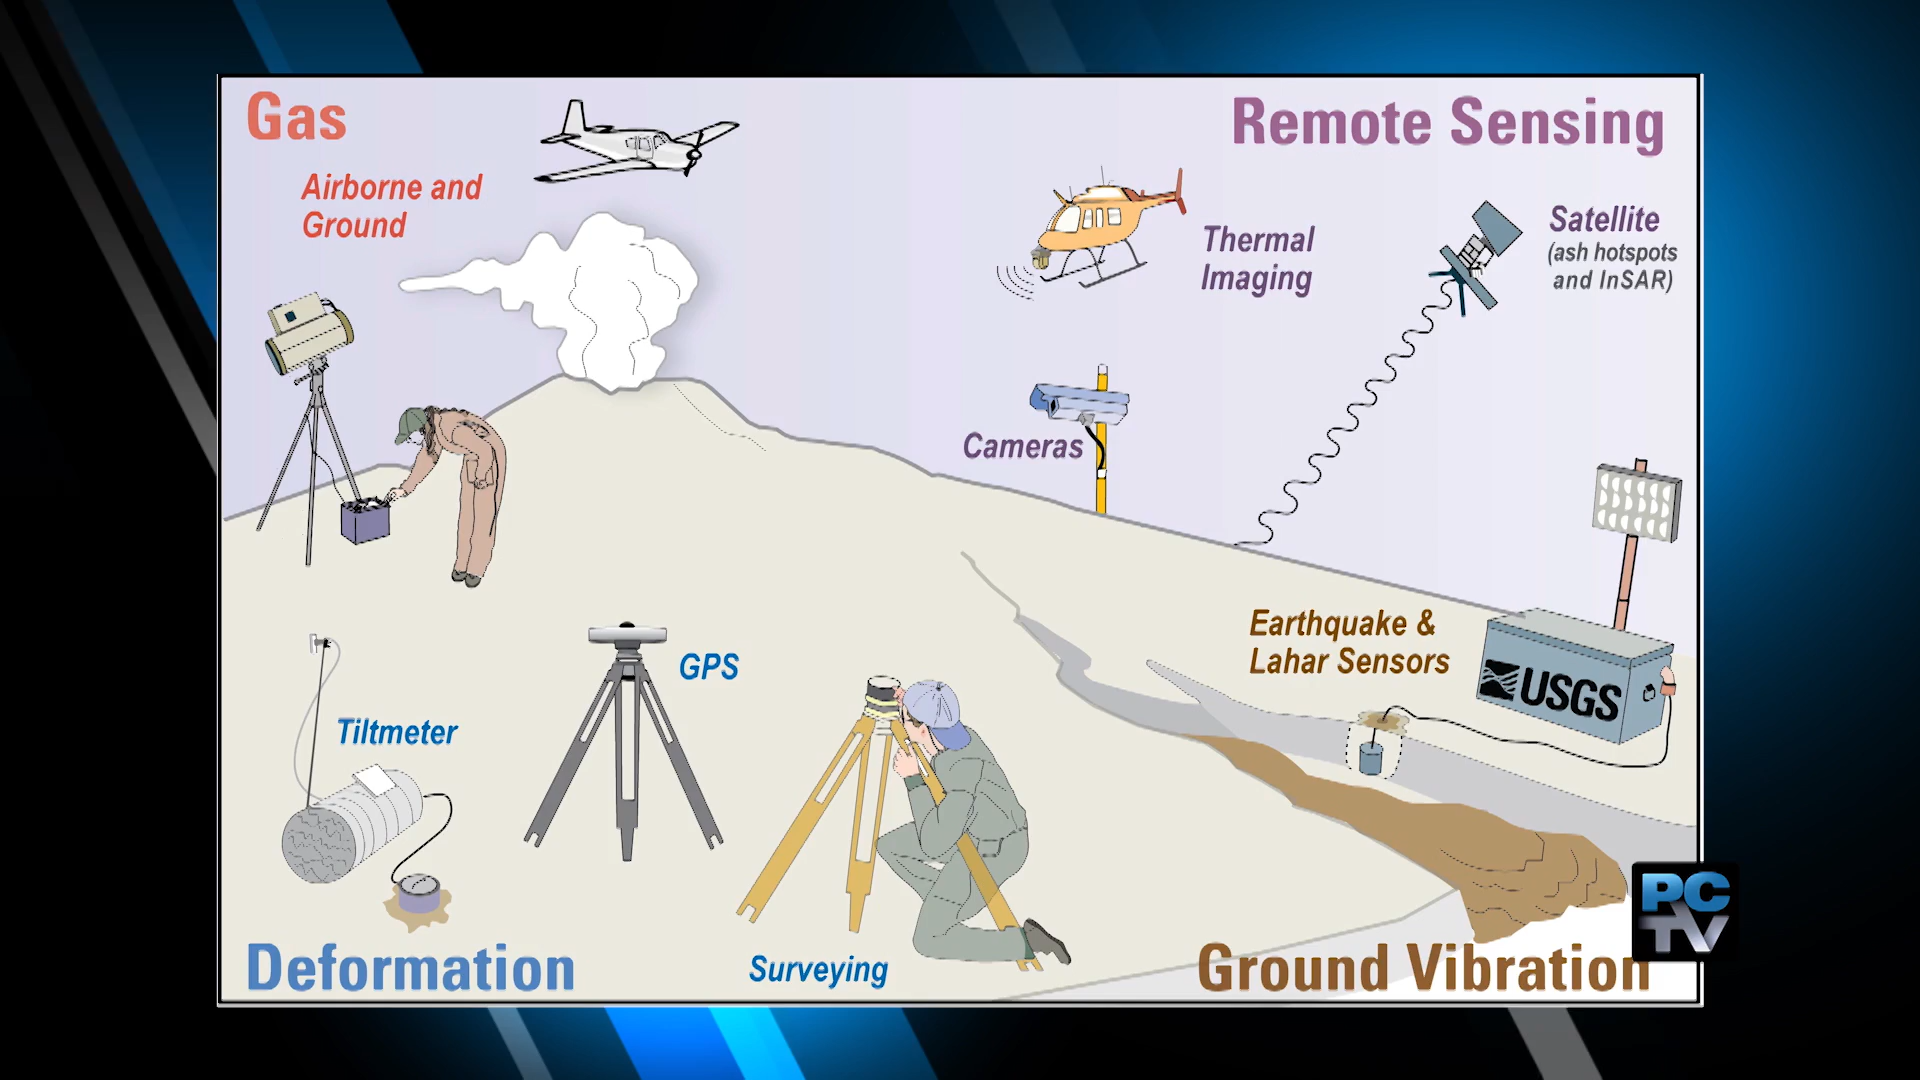 Gas
Airborne and
Ground
Remote Sensing
Thermal
Imaging
Satellite
(ash hotspots
and InSAR)
Cameras
Earthquake &
Lahar Sensors
USGS
GPS
Tiltmeter
Deformation
Surveying
Ground Vibration
PC
TV